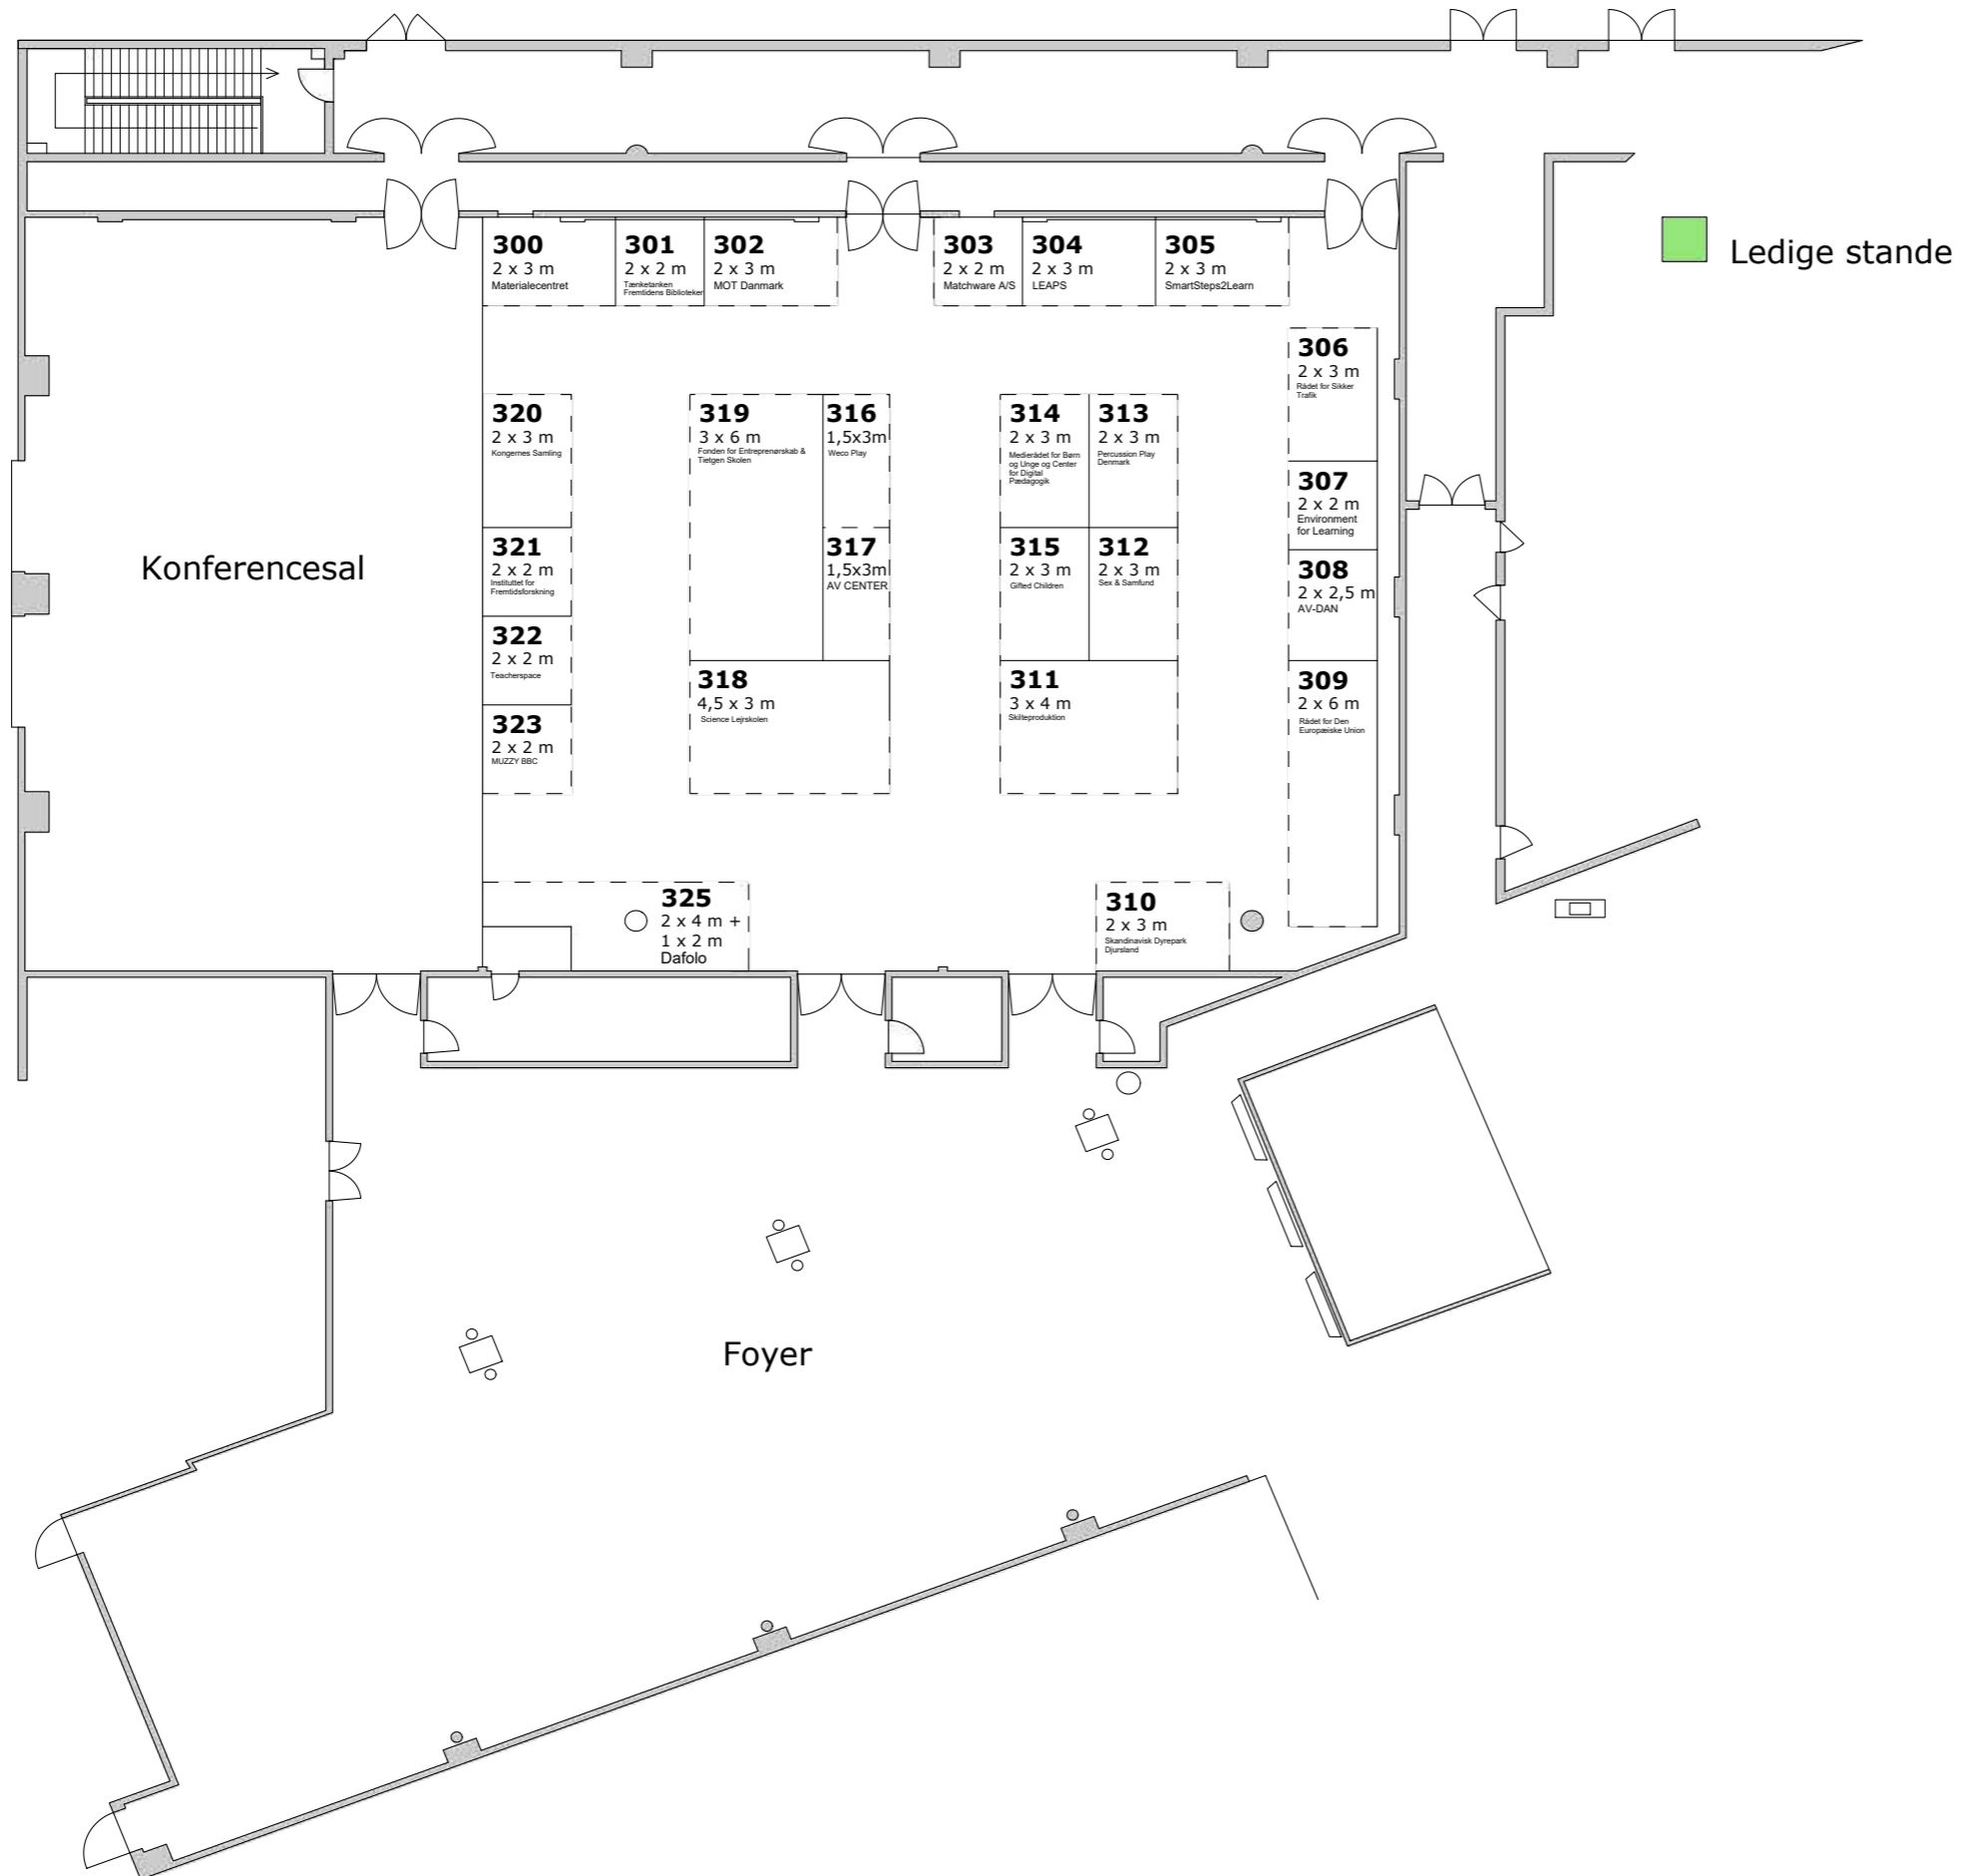 300
2 x 3 m
Materialecentret
301
2 x 2 m
Tænketanken
Fremtidens Biblioteker
302
2 x 3 m
MOT Danmark
303
2 x 2 m
Matchware A/S
304
2 x 3 m
LEAPS
305
2 x 3 m
SmartSteps2Learn
Ledige stande
306
2 x 3 m
Rådet for Sikker
Trafik
307
2 x 2 m
Environment
for Learning
308
2 x 2,5 m
AV-DAN
309
2 x 6 m
Rådet for Den
Europæiske Union
320
2 x 3 m
Kongernes Samling
321
2 x 2 m
Instituttet for
Fremtidsforskning
322
2 x 2 m
Teacherspace
323
2 x 2 m
MUZZY BBC
319
3 x 6 m
Fonden for Entreprenørskab &
Tietgen Skolen
316
1,5x3m
Weco Play
317
1,5x3m
AV CENTER
318
4,5 x 3 m
Science Lejrskolen
314
2 x 3 m
Medierådet for Børn
og Unge og Center
for Digital
Pædagogik
313
2 x 3 m
Percussion Play
Denmark
315
2 x 3 m
Gifted Children
312
2 x 3 m
Sex & Samfund
311
3 x 4 m
Skilteproduktion
Konferencesal
325
2 x 4 m +
1 x 2 m
Dafolo
310
2 x 3 m
Skandinavisk Dyrepark
Djursland
Foyer